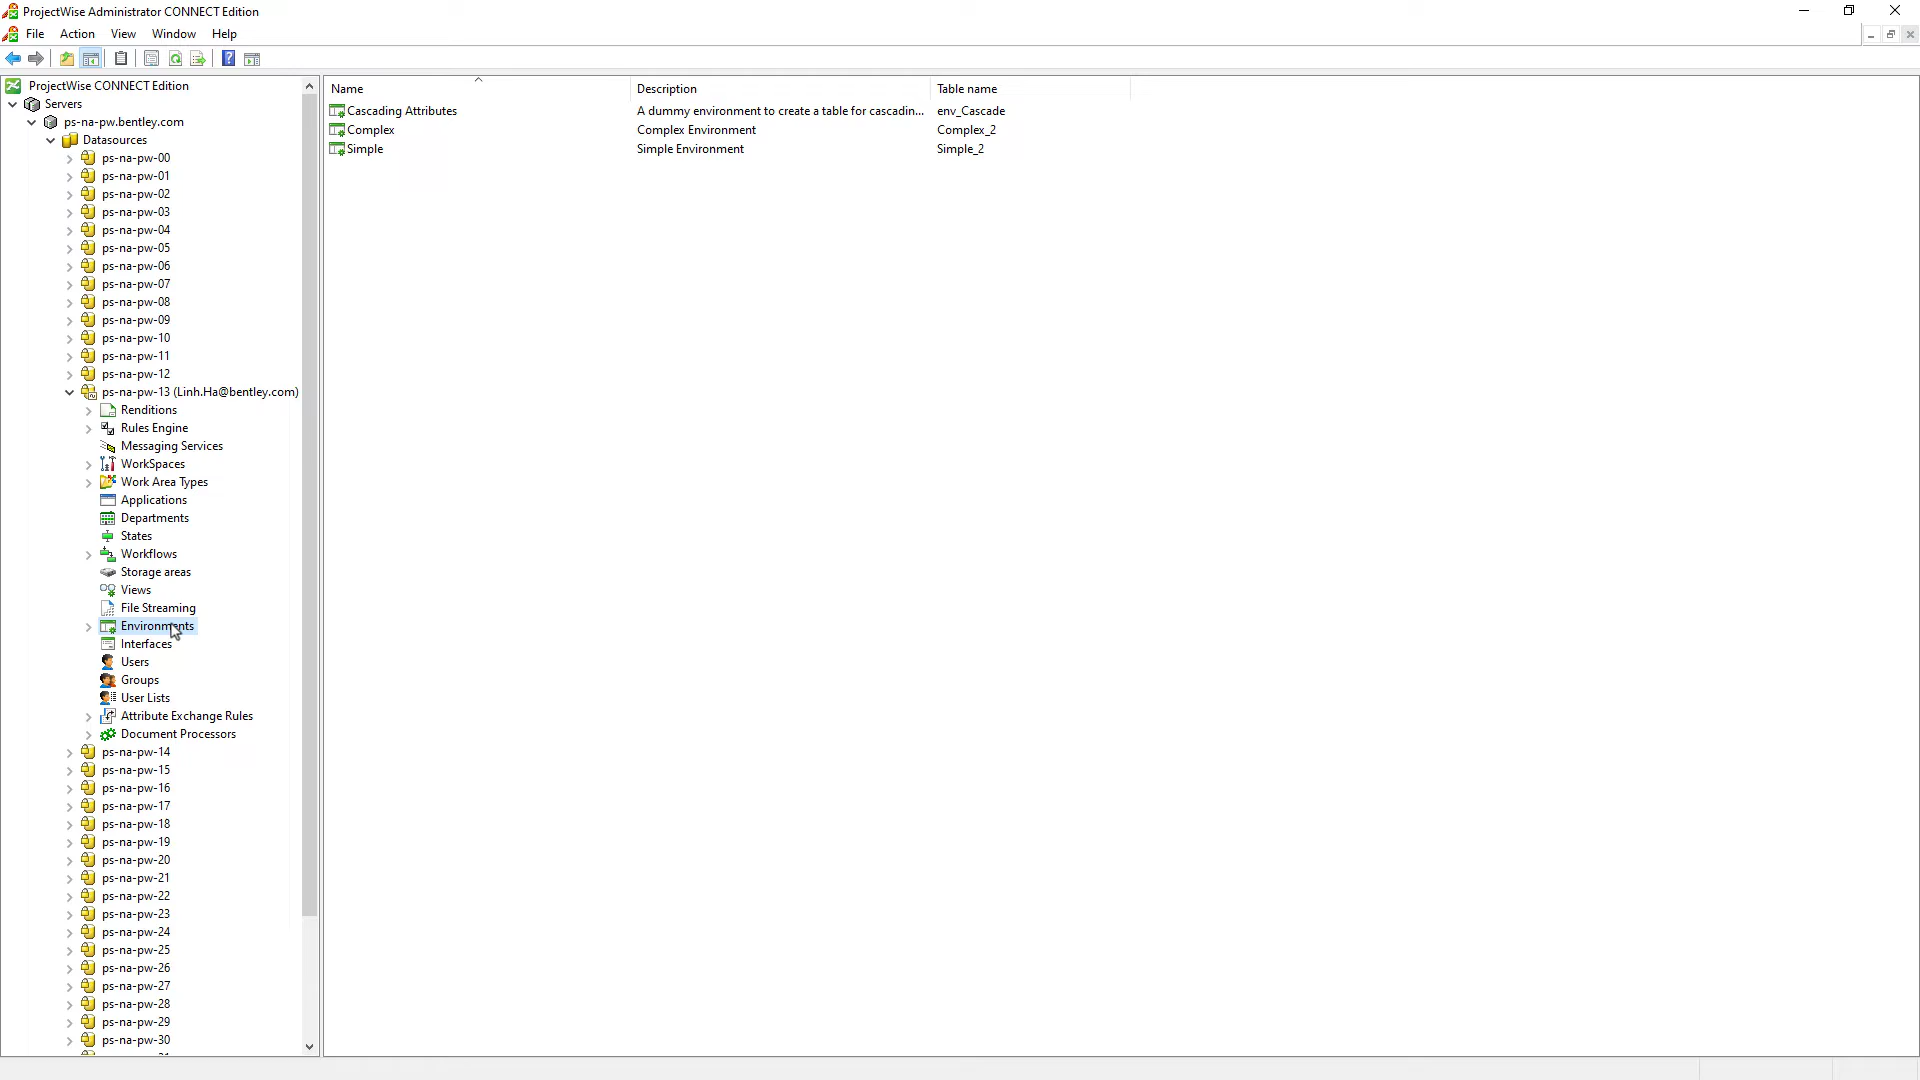 ProjectWise Administrator CONNECT Edition
File Action View Window Help
ProjectWise CONNECT Edition
Servers
ps-na-pw.bentley.com
Datasources
ps-na-pw-00
ps-na-pw-01
ps-na-pw-02
ps-na-pw-03
ps-na-pw-04
ps-na-pw-05
ps-na-pw-06
ps-na-pw-07
ps-na-pw-08
ps-na-pw-09
ps-na-pw-10
ps-na-pw-11
ps-na-pw-12
ps-na-pw-13 (Linh.Ha@bentley.com)
Renditions
Rules Engine
Messaging Services
WorkSpaces
Work Area Types
Applications
Departments
States
Workflows
Storage areas
Views
File Streaming
Environments
Interfaces
Users
Groups
User Lists
Attribute Exchange Rules
Document Processors
ps-na-pw-14
ps-na-pw-15
ps-na-pw-16
ps-na-pw-17
ps-na-pw-18
ps-na-pw-19
ps-na-pw-20
ps-na-pw-21
ps-na-pw-22
ps-na-pw-23
ps-na-pw-24
ps-na-pw-25
ps-na-pw-26
ps-na-pw-27
ps-na-pw-28
ps-na-pw-29
ps-na-pw-30
Name Description Table name
Cascading Attributes A dummy environment to create a table for cascadin... env_Cascade
Complex Complex Environment Complex_2
Simple Simple Environment Simple_2